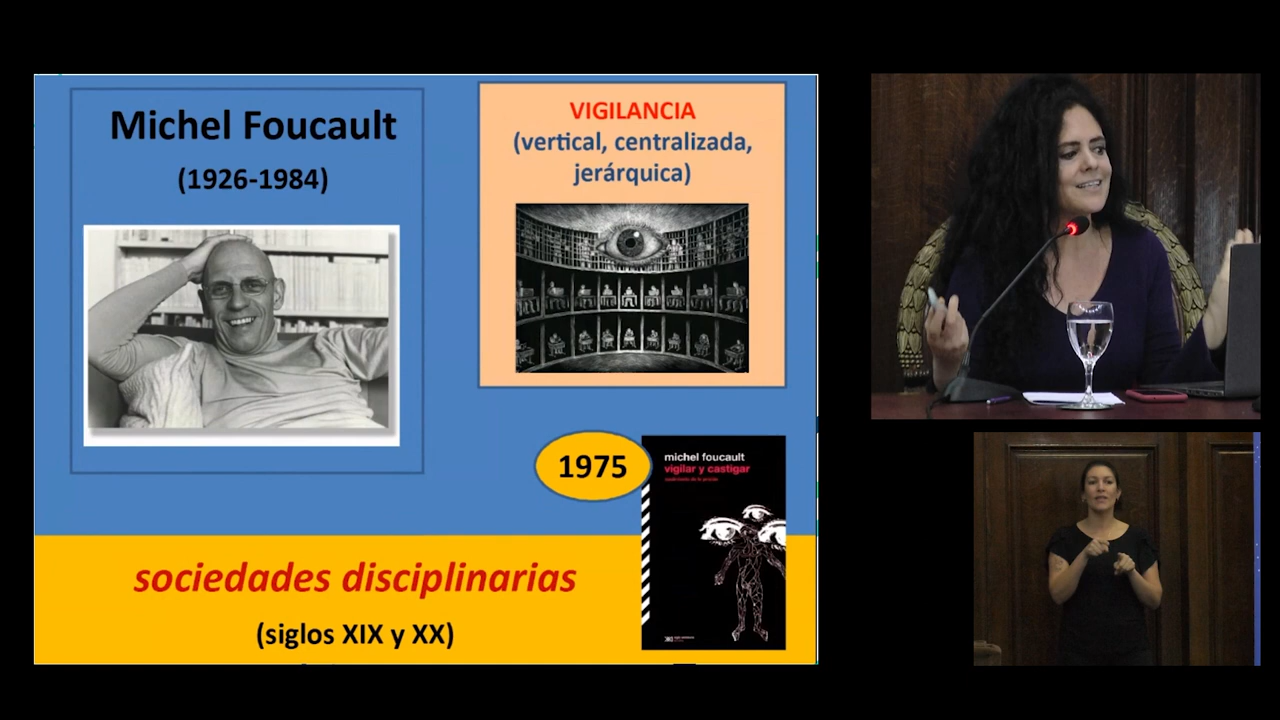 Michel Foucault
(1926-1984)
VIGILANCIA
(vertical, centralizada,
jerárquica)
1975
michel foucault
vigilar y castigar
sociedades disciplinarias
(siglos XIX y XX)